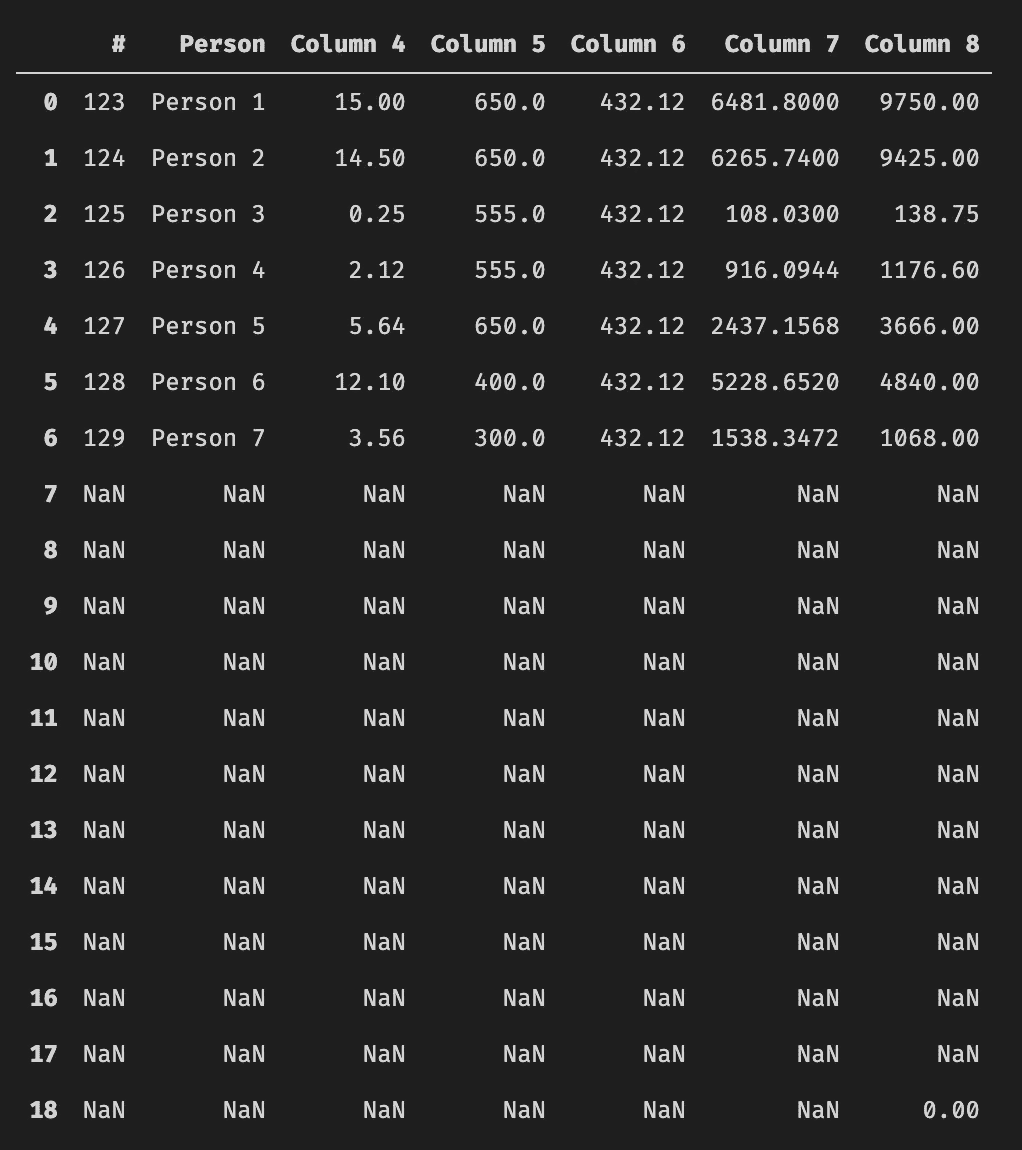 # Person Column 4 Column 5 Column 6 Column 7 Column 8
0 123 Person 1 15.00 650.0 432.12 6481.8000 9750.00
1 124 Person 2 14.50 650.0 432.12 6265.7400 9425.00
2 125 Person 3 0.25 555.0 432.12 108.0300 138.75
3 126 Person 4 2.12 555.0 432.12 916.0944 1176.60
4 127 Person 5 5.64 650.0 432.12 2437.1568 3666.00
5 128 Person 6 12.10 400.0 432.12 5228.6520 4840.00
6 129 Person 7 3.56 300.0 432.12 1538.3472 1068.00
7 NaN NaN NaN NaN NaN NaN NaN
8 NaN NaN NaN NaN NaN NaN NaN
9 NaN NaN NaN NaN NaN NaN NaN
10 NaN NaN NaN NaN NaN NaN NaN
11 NaN NaN NaN NaN NaN NaN NaN
12 NaN NaN NaN NaN NaN NaN NaN
13 NaN NaN NaN NaN NaN NaN NaN
14 NaN NaN NaN NaN NaN NaN NaN
15 NaN NaN NaN NaN NaN NaN NaN
16 NaN NaN NaN NaN NaN NaN NaN
17 NaN NaN NaN NaN NaN NaN NaN
18 NaN NaN NaN NaN NaN NaN 0.00